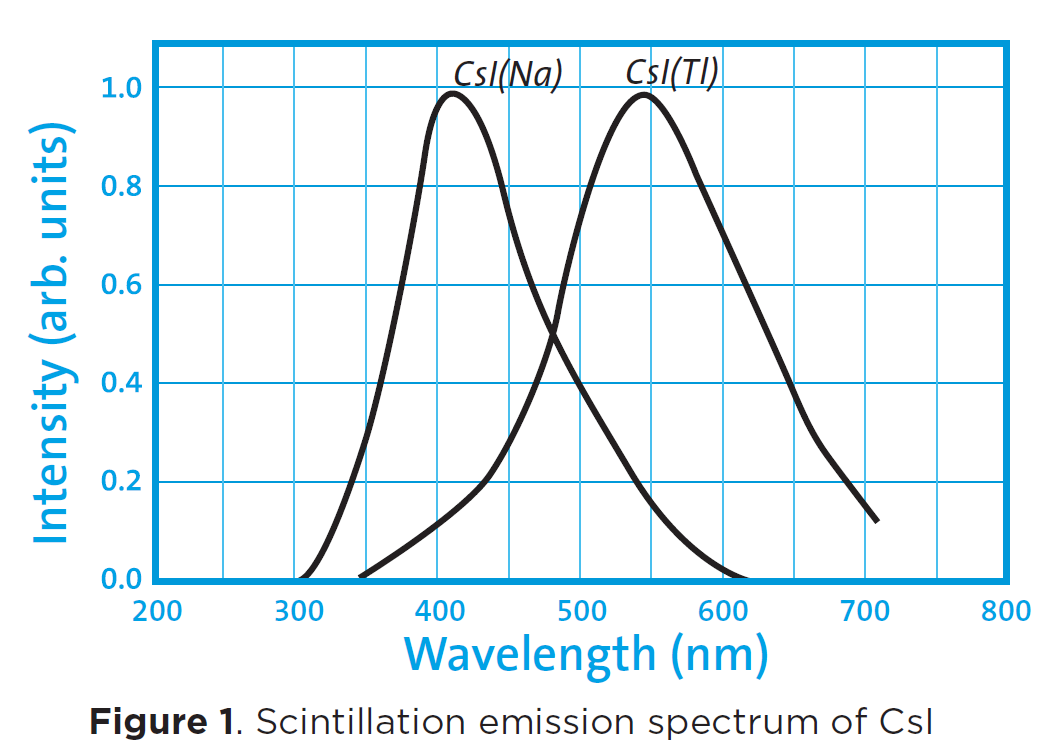 CsI(Na) CsI(Tl)
1.0
0.8
0.6
0.4
0.2
0.0
Intensity (arb. units)
200 300 400 500 600 700 800
Wavelength (nm)
Figure 1. Scintillation emission spectrum of CsI